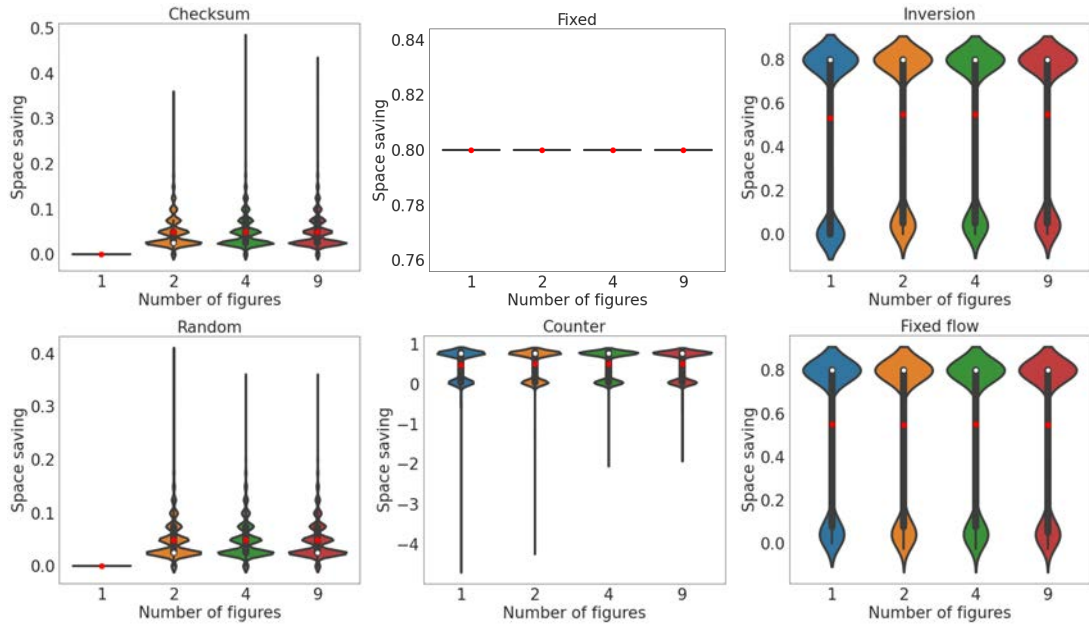 Checksum
Space saving
0.5
0.4
0.3
0.2
0.1
0.0
1 2 4 9
Number of figures
Fixed
Space saving
0.84
0.82
0.80
0.78
0.76
1 2 4 9
Number of figures
Inversion
Space saving
0.8
0.6
0.4
0.2
0.0
1 2 4 9
Number of figures
Random
Space saving
0.4
0.3
0.2
0.1
0.0
1 2 4 9
Number of figures
Counter
Space saving
1
0
−1
−2
−3
−4
1 2 4 9
Number of figures
Fixed flow
Space saving
0.8
0.6
0.4
0.2
0.0
1 2 4 9
Number of figures